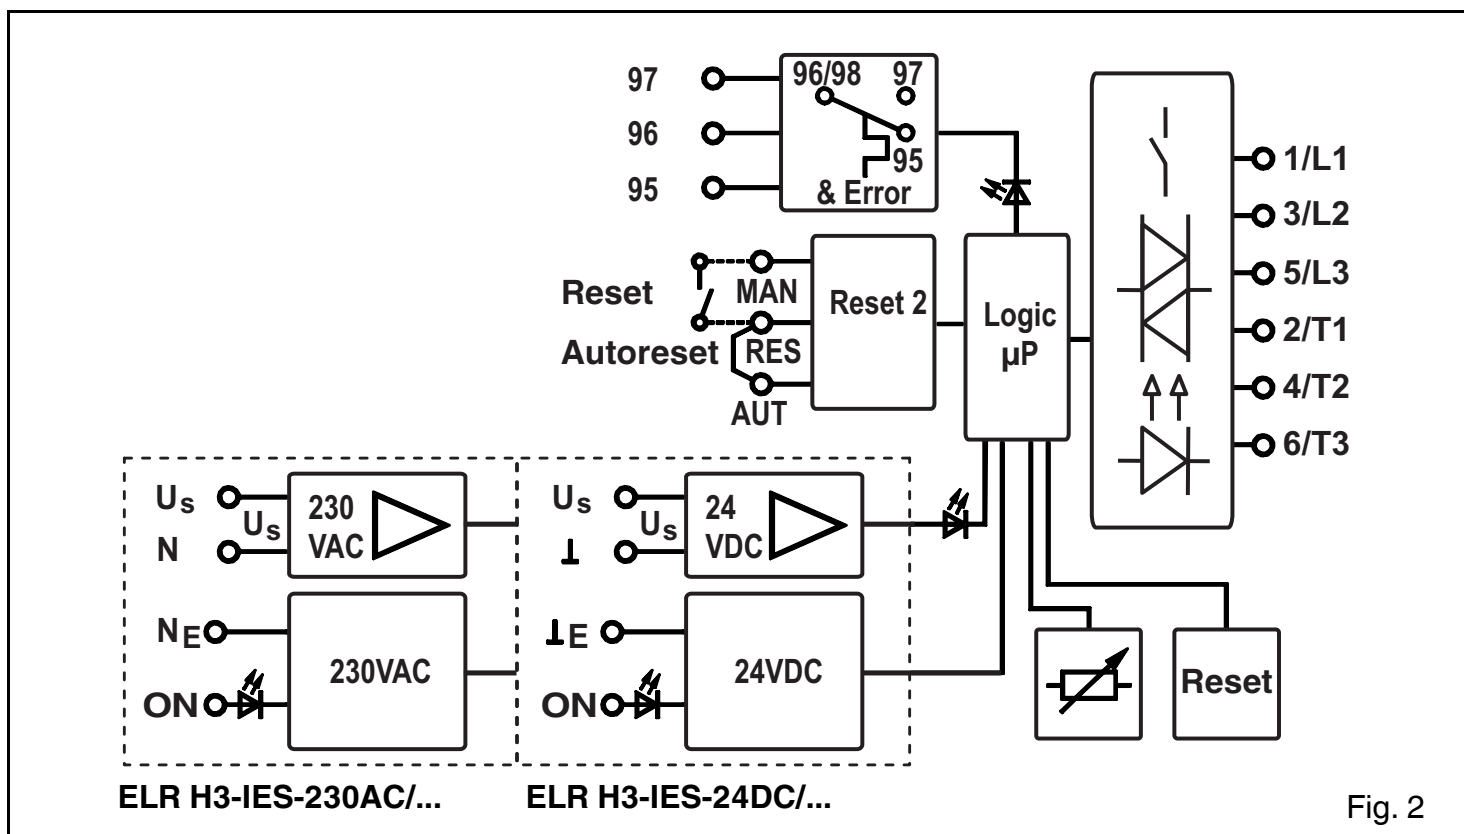 97
96
95
96/98 97
95
& Error
Reset
Autoreset
MAN
RES
AUT
Reset 2
Logic
µP
1/L1
3/L2
5/L3
2/T1
4/T2
6/T3
Us
Us
N
230
VAC
NE
ON
230VAC
Us
Us
⊥
24
VDC
⊥E
ON
24VDC
Reset
ELR H3-IES-230AC/...
ELR H3-IES-24DC/...
Fig. 2